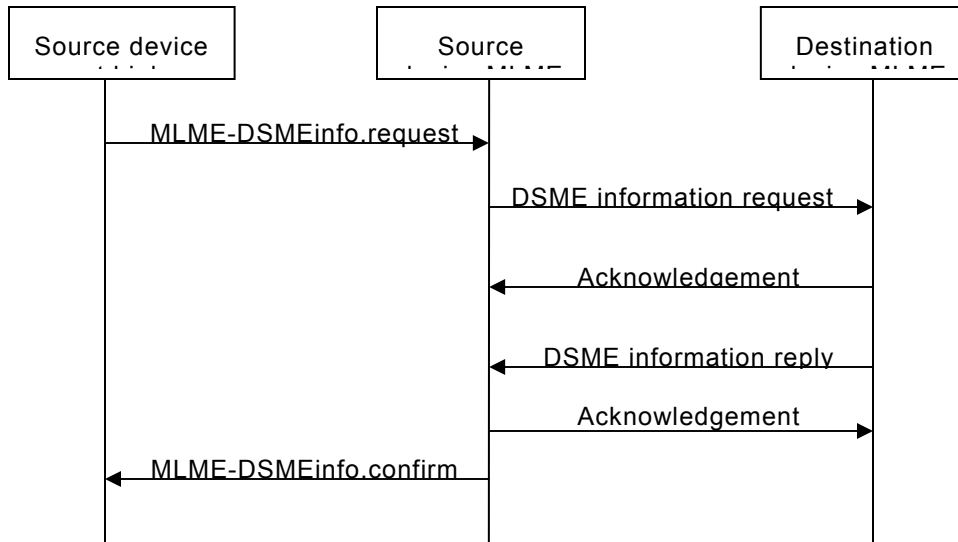 Source device
Source
Destination
MLME-DSMEinfo.request
DSME information request
Acknowledgement
DSME information reply
Acknowledgement
MLME-DSMEinfo.confirm